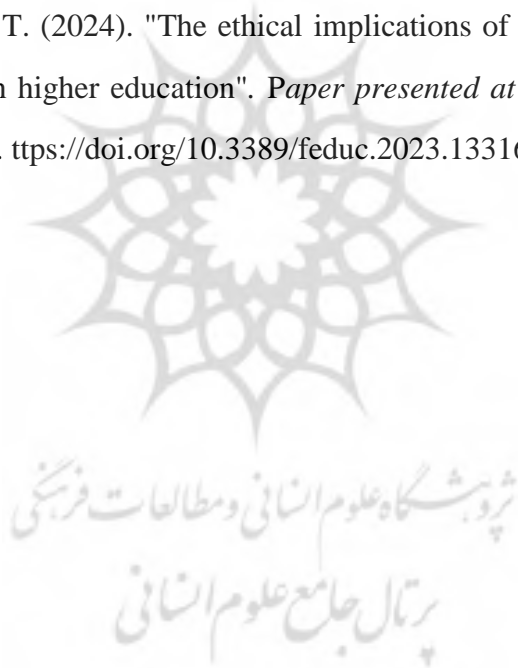 T. (2024). "The ethical implications of
n higher education". Paper presented at
. ttps://doi.org/10.3389/feduc.2023.13316
پژوهشگاه علوم انسانی و مطالعات فرهنگی
پرتال جامع علوم انسانی